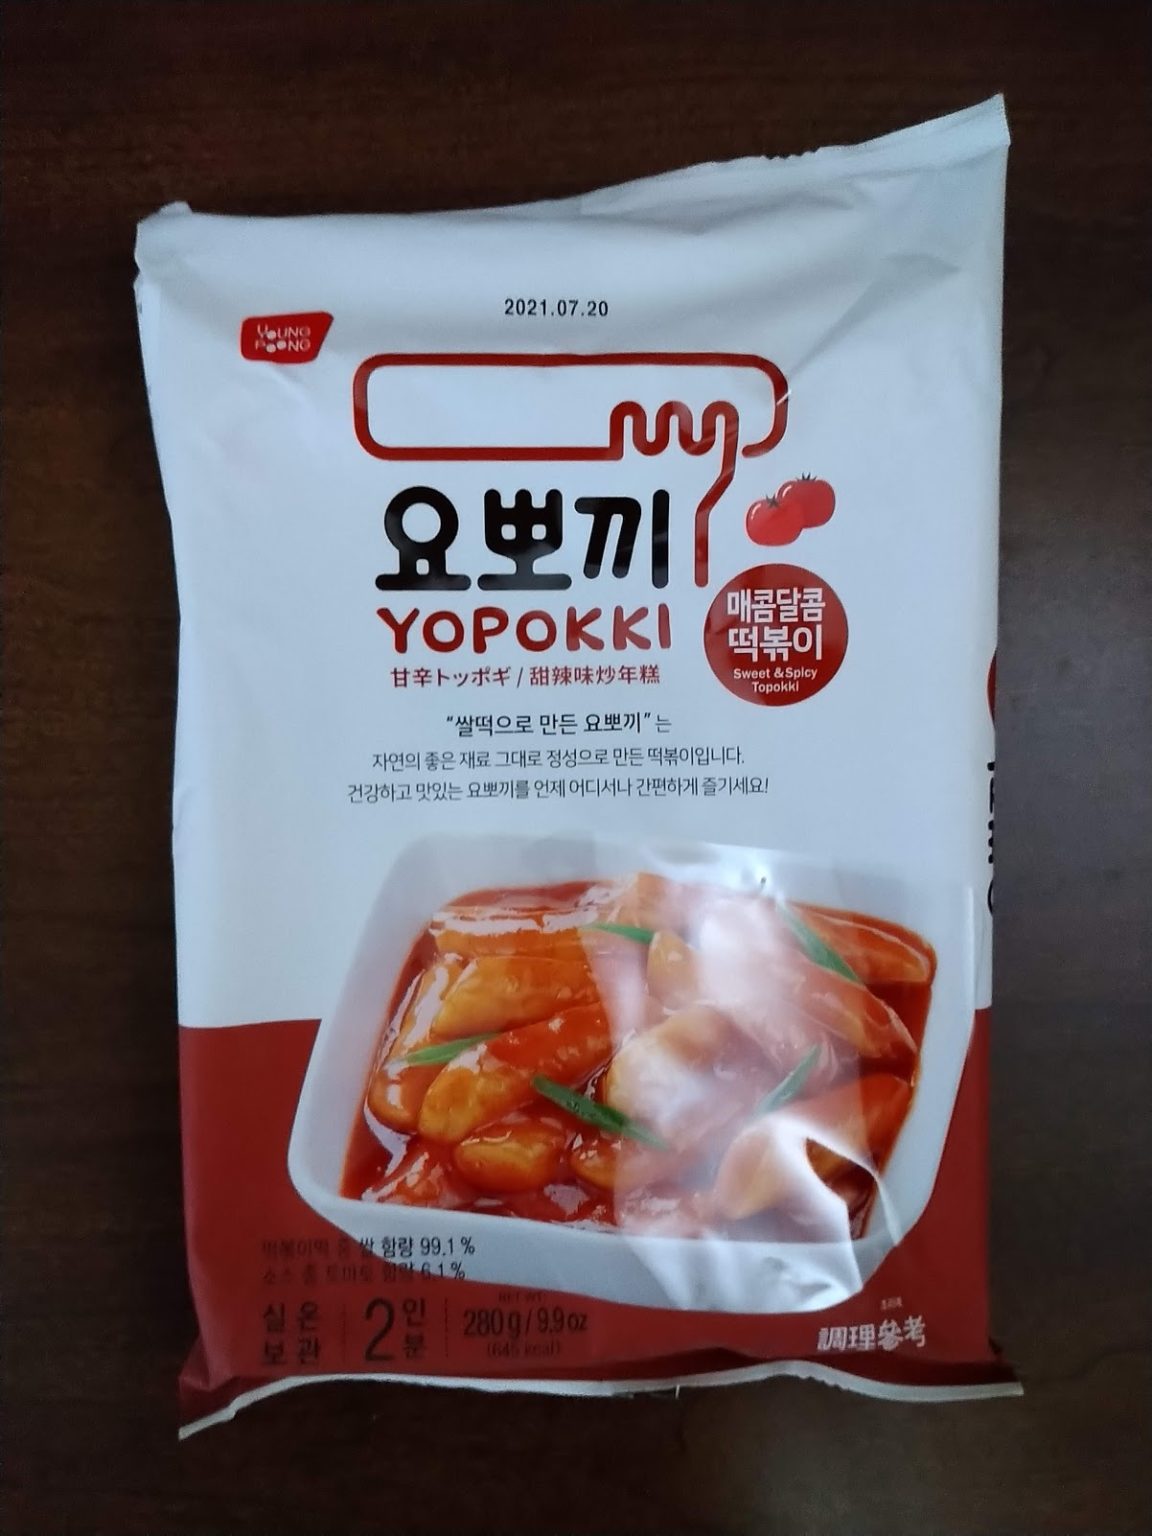 2021.07.20
YOUNG
POONG
요뽀끼
YOPOKKI
甘辛トッポギ / 甜辣味炒年糕
매콤달콤
떡볶이
Sweet & Spicy
Topokki
“쌀떡으로 만든 요뽀끼”는
자연의 좋은 재료 그대로 정성으로 만든 떡볶이입니다.
건강하고 맛있는 요뽀끼를 언제 어디서나 간편하게 즐기세요!
떡볶이떡 중 쌀 함량 99.1%
소스 중 토마토 함량 6.1%
실온
보관
2인
분
NET WT.
280g / 9.9oz
(645 kcal)
調理參考